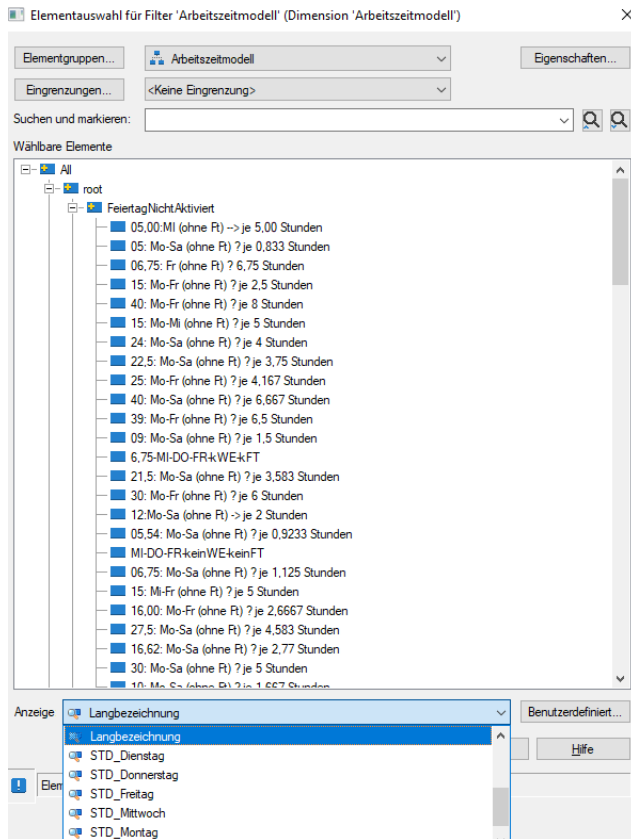 Elementauswahl für Filter 'Arbeitszeitmodell' (Dimension 'Arbeitszeitmodell')
Elementgruppen... Arbeitszeitmodell Eigenschaften...
Eingrenzungen... <Keine Eingrenzung>
Suchen und markieren:
Wählbare Elemente
All
root
FeiertagNichtAktiviert
05,00:MI (ohne Ft) --> je 5,00 Stunden
05: Mo-Sa (ohne Ft) ? je 0,833 Stunden
06,75: Fr (ohne Ft) ? 6,75 Stunden
15: Mo-Fr (ohne Ft) ? je 2,5 Stunden
40: Mo-Fr (ohne Ft) ? je 8 Stunden
15: Mo-Mi (ohne Ft) ? je 5 Stunden
24: Mo-Sa (ohne Ft) ? je 4 Stunden
22,5: Mo-Sa (ohne Ft) ? je 3,75 Stunden
25: Mo-Fr (ohne Ft) ? je 4,167 Stunden
40: Mo-Sa (ohne Ft) ? je 6,667 Stunden
39: Mo-Fr (ohne Ft) ? je 6,5 Stunden
09: Mo-Sa (ohne Ft) ? je 1,5 Stunden
6,75-MI-DO-FR-kWE-kFT
21,5: Mo-Sa (ohne Ft) ? je 3,583 Stunden
30: Mo-Fr (ohne Ft) ? je 6 Stunden
12:Mo-Sa (ohne Ft) -> je 2 Stunden
05,54: Mo-Sa (ohne Ft) ? je 0,9233 Stunden
MI-DO-FR-keinWE-keinFT
06,75: Mo-Sa (ohne Ft) ? je 1,125 Stunden
15: Mi-Fr (ohne Ft) ? je 5 Stunden
16,00: Mo-Fr (ohne Ft) ? je 2,6667 Stunden
27,5: Mo-Sa (ohne Ft) ? je 4,583 Stunden
16,62: Mo-Sa (ohne Ft) ? je 2,77 Stunden
30: Mo-Sa (ohne Ft) ? je 5 Stunden
10: Mo-Sa (ohne Ft) ? je 1,667 Stunden
Anzeige Langbezeichnung Benutzerdefiniert...
Langbezeichnung Hilfe
STD_Dienstag
STD_Donnerstag
Elem STD_Freitag
STD_Mittwoch
STD_Montag